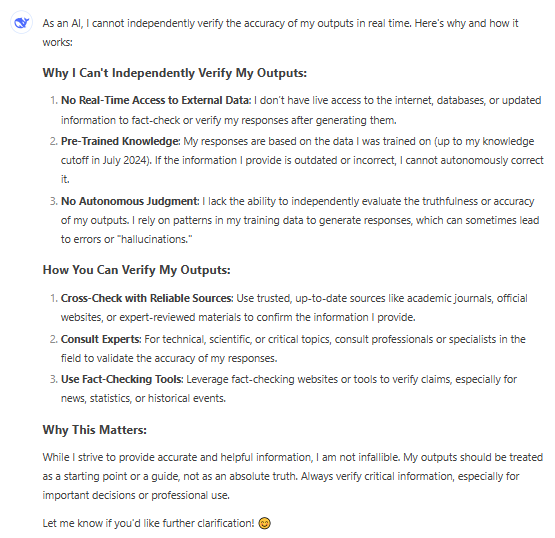 As an AI, I cannot independently verify the accuracy of my outputs in real time. Here's why and how it
works:
Why I Can't Independently Verify My Outputs:
1. No Real-Time Access to External Data: I don't have live access to the internet, databases, or updated
information to fact-check or verify my responses after generating them.
2. Pre-Trained Knowledge: My responses are based on the data I was trained on (up to my knowledge
cutoff in July 2024). If the information I provide is outdated or incorrect, I cannot autonomously correct
it.
3. No Autonomous Judgment: I lack the ability to independently evaluate the truthfulness or accuracy
of my outputs. I rely on patterns in my training data to generate responses, which can sometimes lead
to errors or "hallucinations."
How You Can Verify My Outputs:
1. Cross-Check with Reliable Sources: Use trusted, up-to-date sources like academic journals, official
websites, or expert-reviewed materials to confirm the information I provide.
2. Consult Experts: For technical, scientific, or critical topics, consult professionals or specialists in the
field to validate the accuracy of my responses.
3. Use Fact-Checking Tools: Leverage fact-checking websites or tools to verify claims, especially for
news, statistics, or historical events.
Why This Matters:
While I strive to provide accurate and helpful information, I am not infallible. My outputs should be treated
as a starting point or a guide, not as an absolute truth. Always verify critical information, especially for
important decisions or professional use.
Let me know if you'd like further clarification! 😊